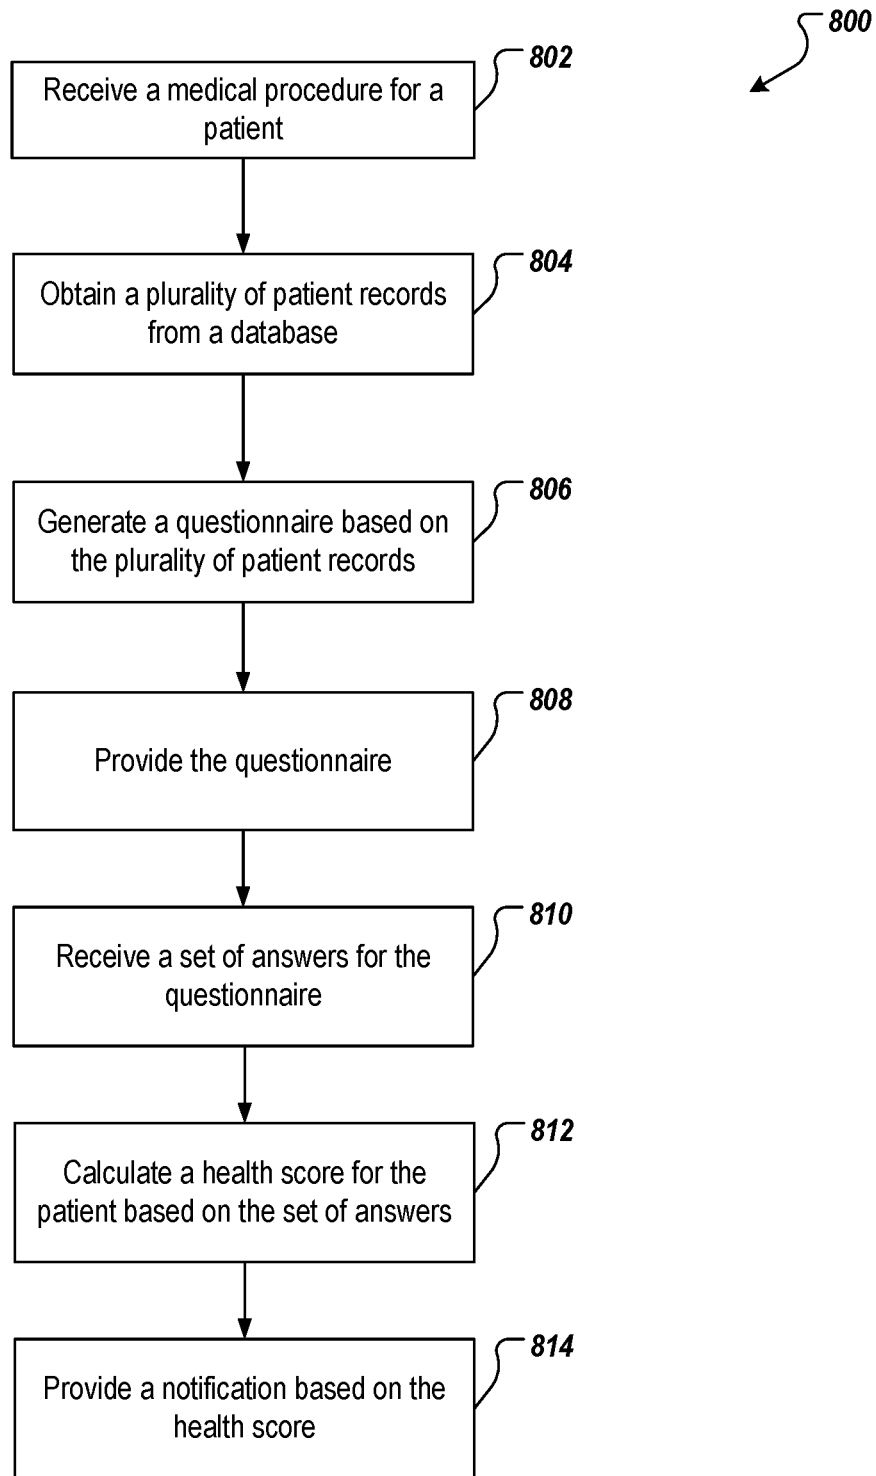 800
802
Receive a medical procedure for a
patient
804
Obtain a plurality of patient records
from a database
806
Generate a questionnaire based on
the plurality of patient records
808
Provide the questionnaire
810
Receive a set of answers for the
questionnaire
812
Calculate a health score for the
patient based on the set of answers
814
Provide a notification based on the
health score